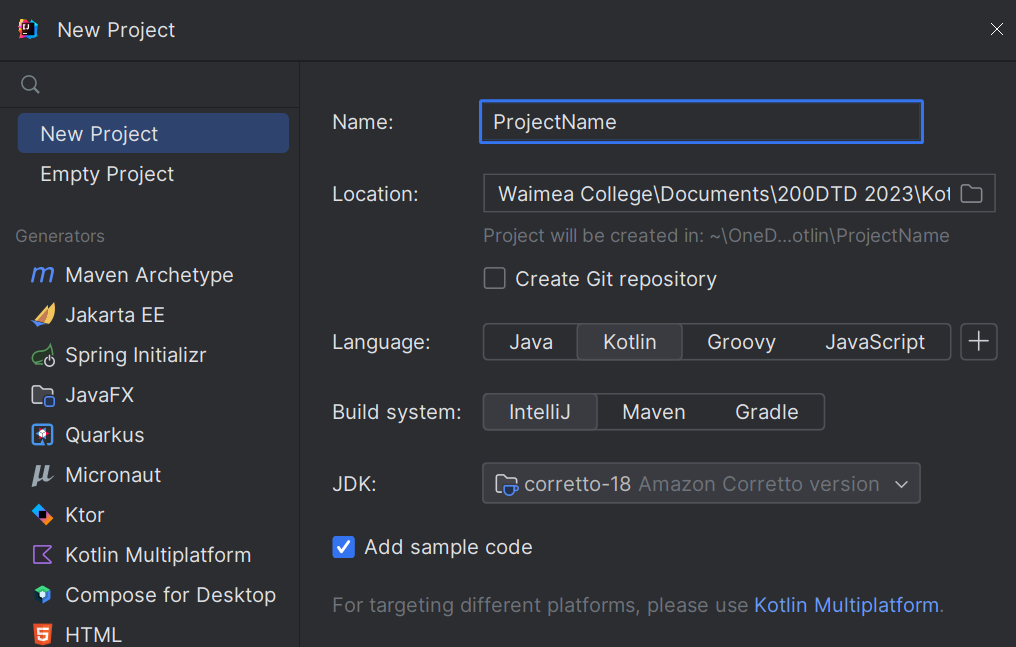 New Project
New Project
Empty Project
Generators
Maven Archetype
Jakarta EE
Spring Initializr
JavaFX
Quarkus
Micronaut
Ktor
Kotlin Multiplatform
Compose for Desktop
HTML
Name: ProjectName
Location: Waimea College\Documents\200DTD 2023\Kot
Project will be created in: ~\OneD...otlin\ProjectName
Create Git repository
Language: Java Kotlin Groovy JavaScript
Build system: IntelliJ Maven Gradle
JDK: corretto-18 Amazon Corretto version
Add sample code
For targeting different platforms, please use Kotlin Multiplatform.